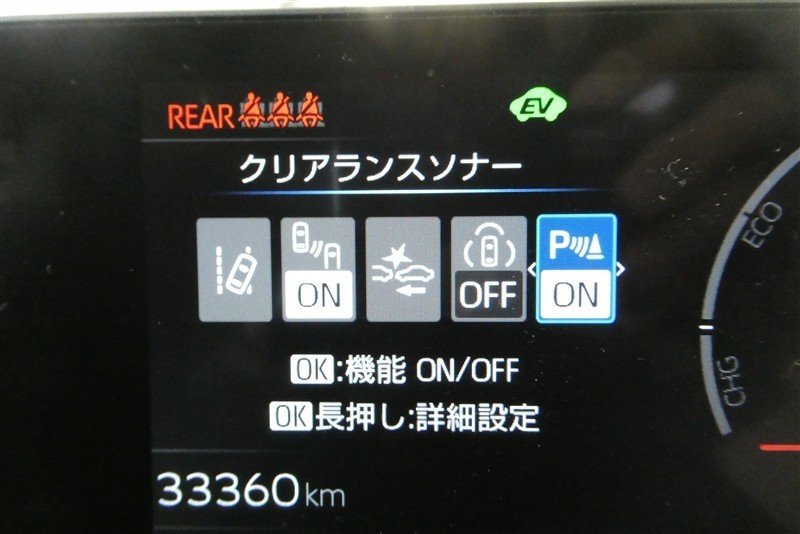 REAR
EV
クリアランスソナー
ON
OFF
P
ON
ECO
OK:機能 ON/OFF
CHG
OK長押し:詳細設定
33360km